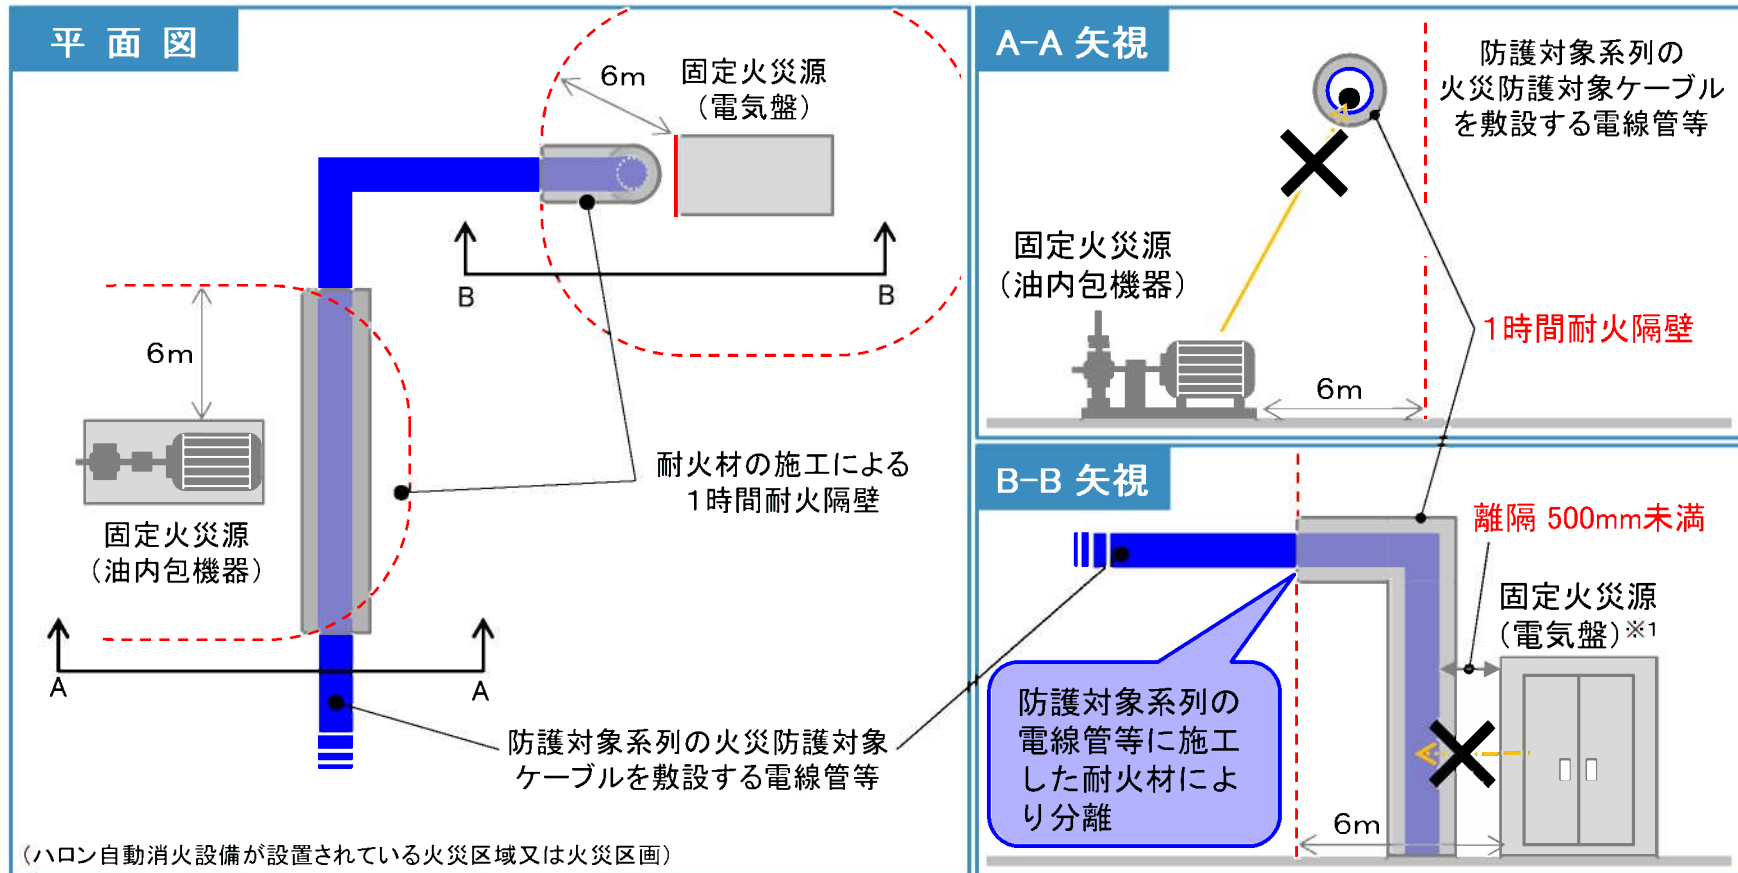 平 面 図
6m
固定火災源
(電気盤)
B
B
6m
固定火災源
(油内包機器)
耐火材の施工による
1時間耐火隔壁
A
A
防護対象系列の火災防護対象
ケーブルを敷設する電線管等
(ハロン自動消火設備が設置されている火災区域又は火災区画)
A-A 矢視
防護対象系列の
火災防護対象ケーブル
を敷設する電線管等
固定火災源
(油内包機器)
1時間耐火隔壁
6m
B-B 矢視
離隔 500mm未満
固定火災源
(電気盤)※1
防護対象系列の
電線管等に施工
した耐火材によ
り分離
6m